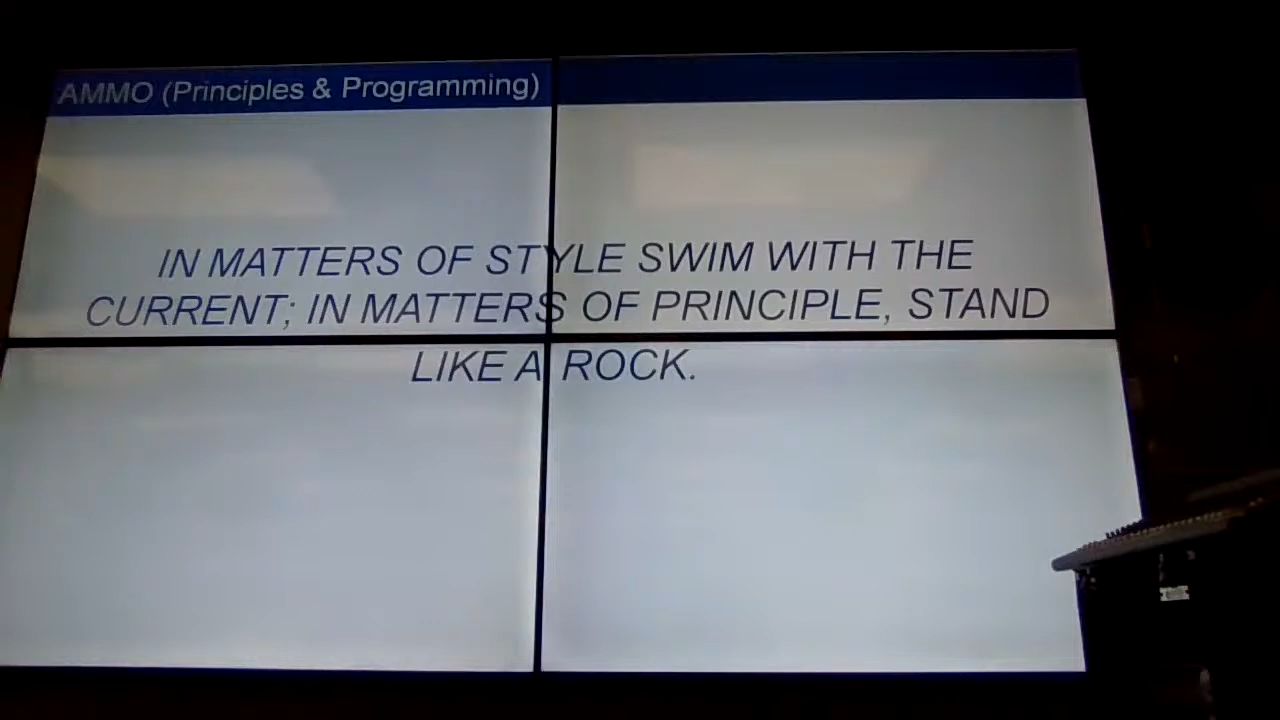 AMMO (Principles & Programming)
IN MATTERS OF STYLE SWIM WITH THE
CURRENT; IN MATTERS OF PRINCIPLE, STAND
LIKE A ROCK.